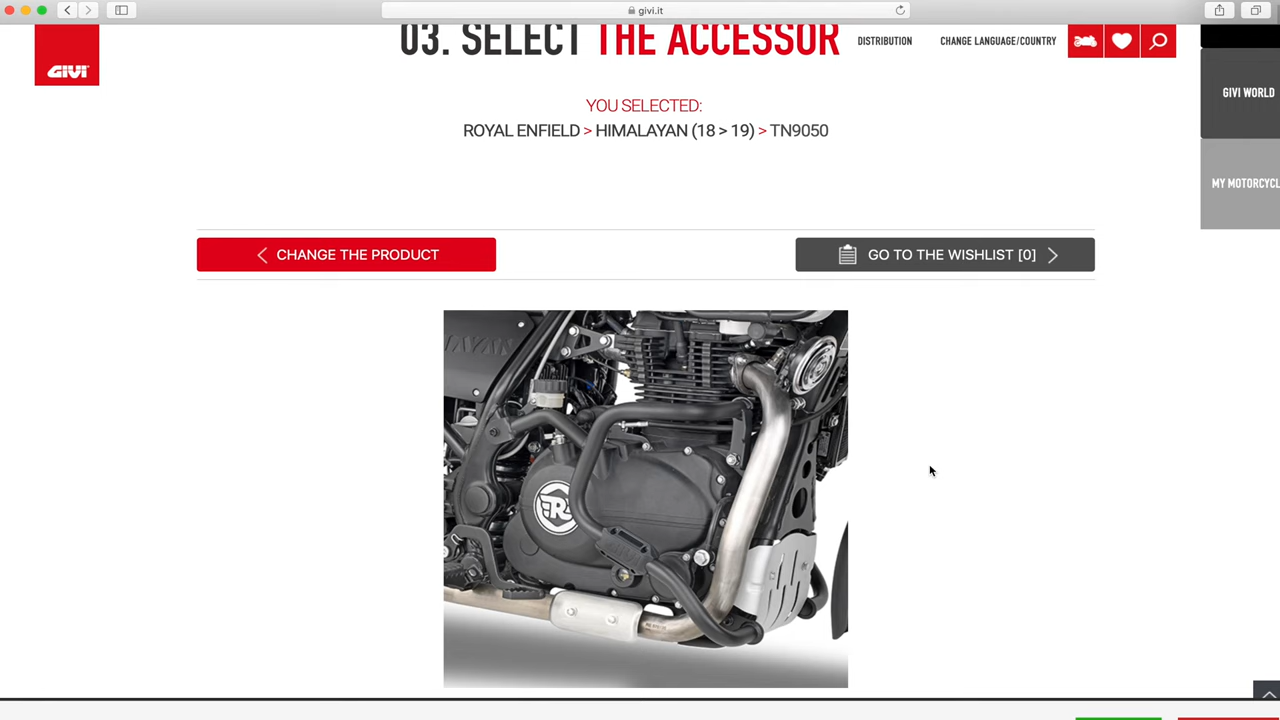 givi.it
03. SELECT THE ACCESSOR
DISTRIBUTION
CHANGE LANGUAGE/COUNTRY
GIVI
GIVI WORLD
YOU SELECTED:
ROYAL ENFIELD > HIMALAYAN (18 > 19) > TN9050
MY MOTORCYCL
CHANGE THE PRODUCT
GO TO THE WISHLIST [0]